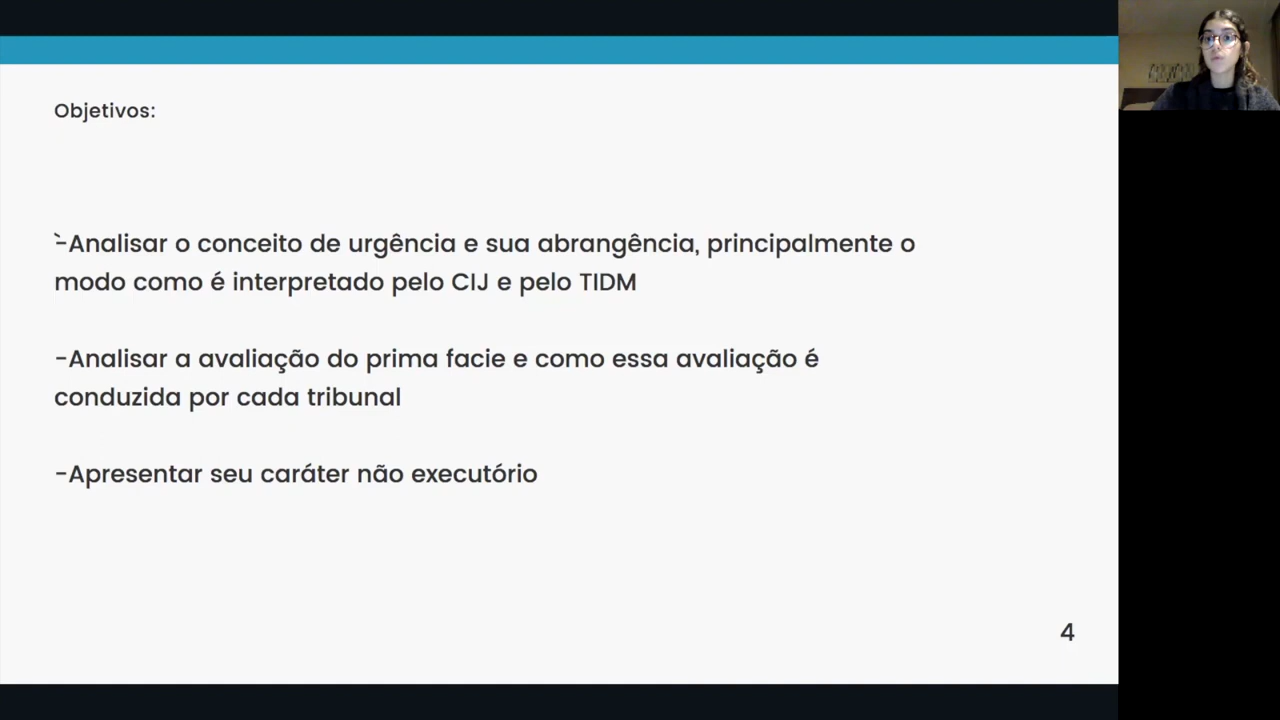 Objetivos:
`-Analisar o conceito de urgência e sua abrangência, principalmente o
modo como é interpretado pelo CIJ e pelo TIDM
-Analisar a avaliação do prima facie e como essa avaliação é
conduzida por cada tribunal
-Apresentar seu caráter não executório
4